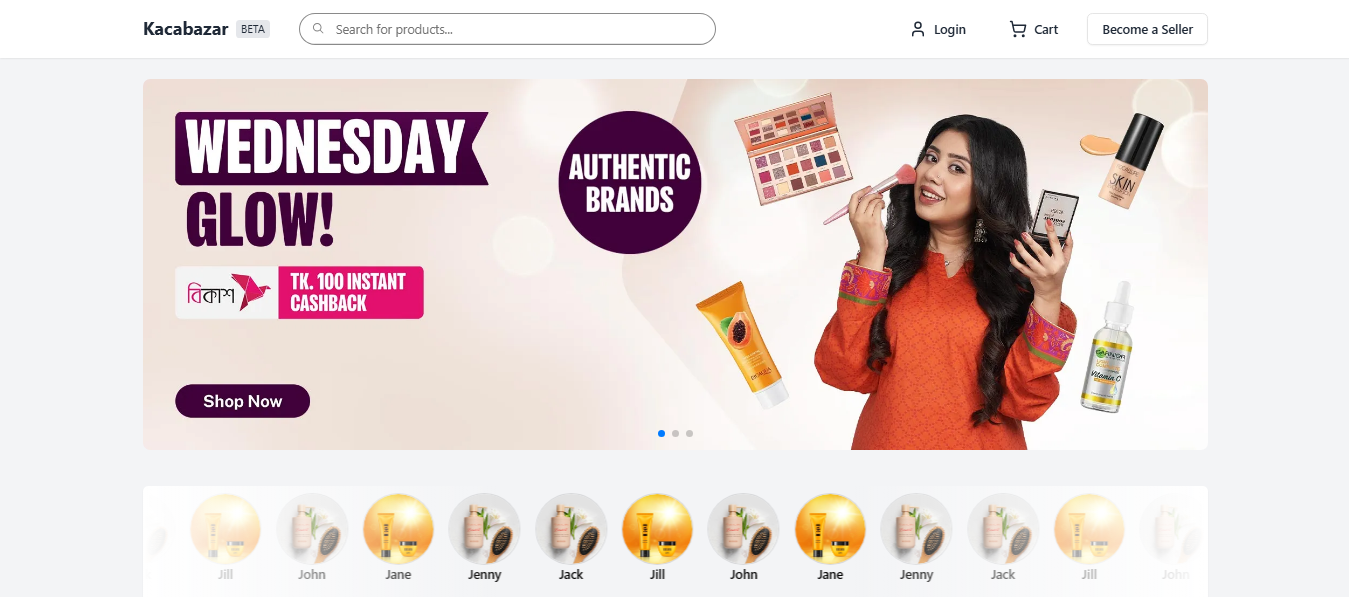 Kacabazar BETA
Search for products...
Login
Cart
Become a Seller
WEDNESDAY
GLOW!
AUTHENTIC
BRANDS
বিকাশ
TK. 100 INSTANT
CASHBACK
SKIN
GARNIER
Vitamin C
Shop Now
Jill John Jane Jenny Jack Jill John Jane Jenny Jack Jill John